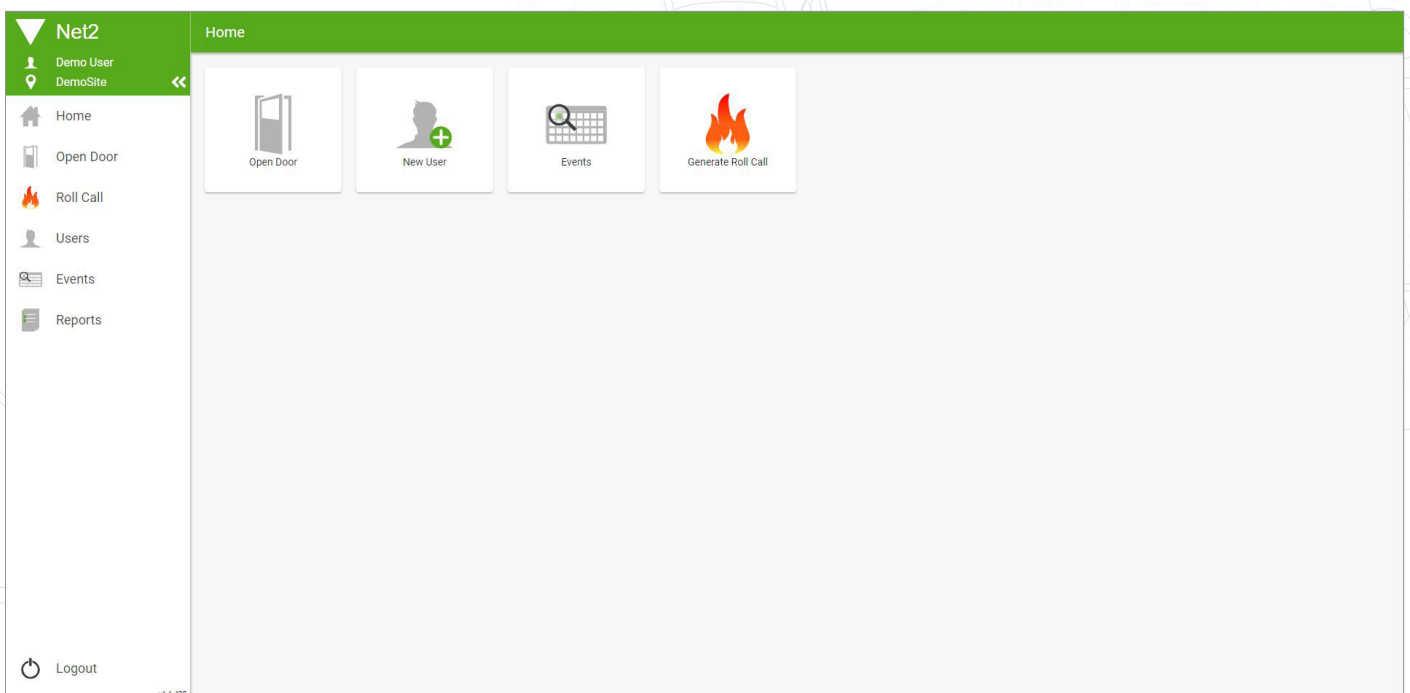 Net2
Home
Demo User
DemoSite
Home
Open Door
Roll Call
Users
Events
Reports
Open Door
New User
Events
Generate Roll Call
Logout